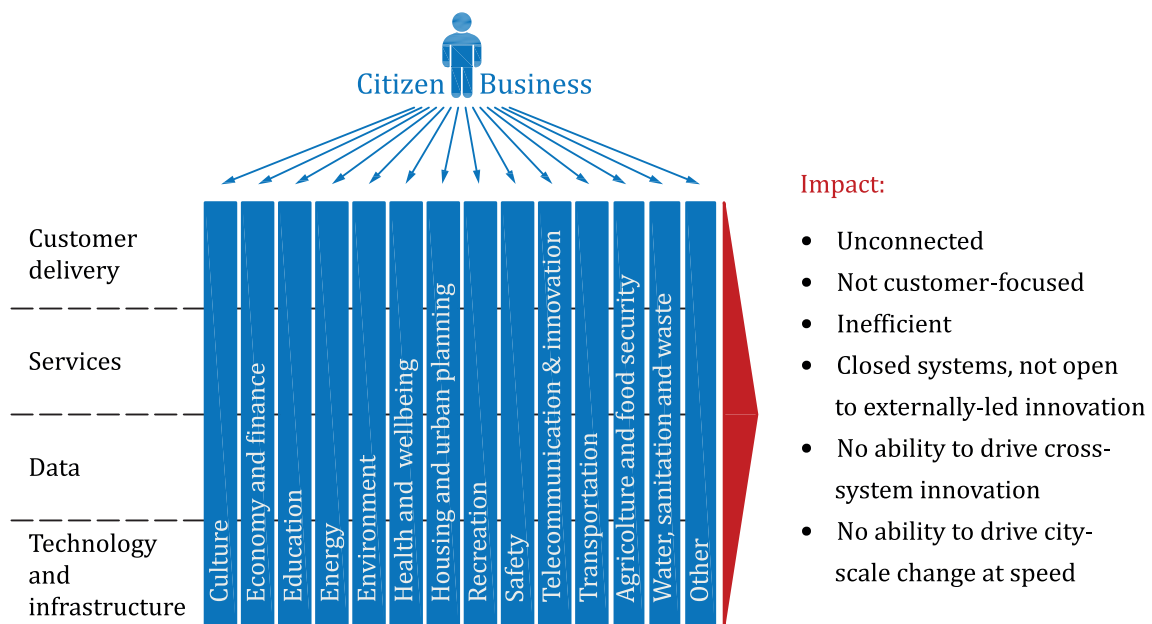 Citizen Business
Impact:
Customer
delivery
Services
Data
Technology
and
infrastructure
Culture
Economy and finance
Education
Energy
Environment
Health and wellbeing
Housing and urban planning
Recreation
Safety
Telecommunication & innovation
Transportation
Agricolture and food security
Water, sanitation and waste
Other
• Unconnected
• Not customer-focused
• Inefficient
• Closed systems, not open
to externally-led innovation
• No ability to drive cross-
system innovation
• No ability to drive city-
scale change at speed